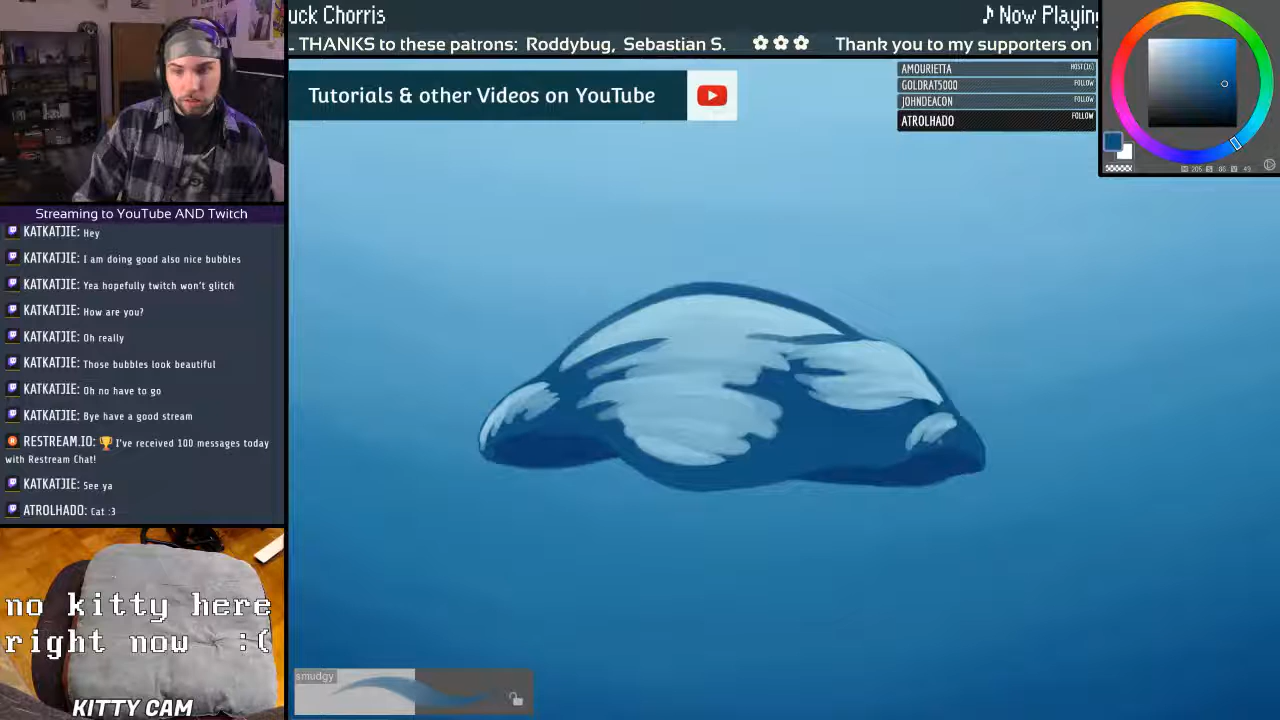 uck Chorris
♪ Now Playing
THANKS to these patrons: Roddybug, Sebastian S. ✿ ✿ ✿ Thank you to my supporters on
Tutorials & other Videos on YouTube
AMOURIETTA HOST(16)
GOLDRAT5000 FOLLOW
JOHNDEACON FOLLOW
ATROLHADO FOLLOW
Streaming to YouTube AND Twitch
KATKATJIE: Hey
KATKATJIE: I am doing good also nice bubbles
KATKATJIE: Yea hopefully twitch won't glitch
KATKATJIE: How are you?
KATKATJIE: Oh really
KATKATJIE: Those bubbles look beautiful
KATKATJIE: Oh no have to go
KATKATJIE: Bye have a good stream
RESTREAM.IO: 🏆 I've received 100 messages today
with Restream Chat!
KATKATJIE: See ya
ATROLHADO: Cat :3
no kitty here
right now :(
KITTY CAM
smudgy